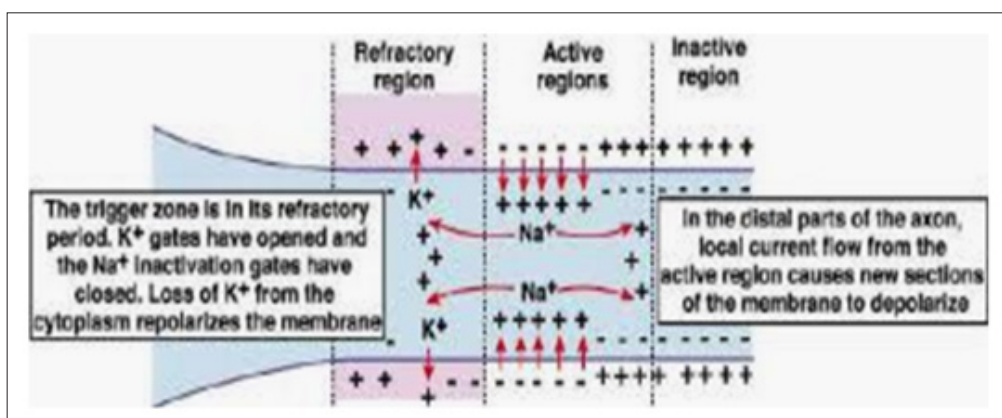 Refractory
region
Active
regions
Inactive
region
The trigger zone is in its refractory
period. K+ gates have opened and
the Na+ inactivation gates have
closed. Loss of K+ from the
cytoplasm repolarizes the membrane
K+
Na+
Na+
K+
In the distal parts of the axon,
local current flow from the
active region causes new sections
of the membrane to depolarize